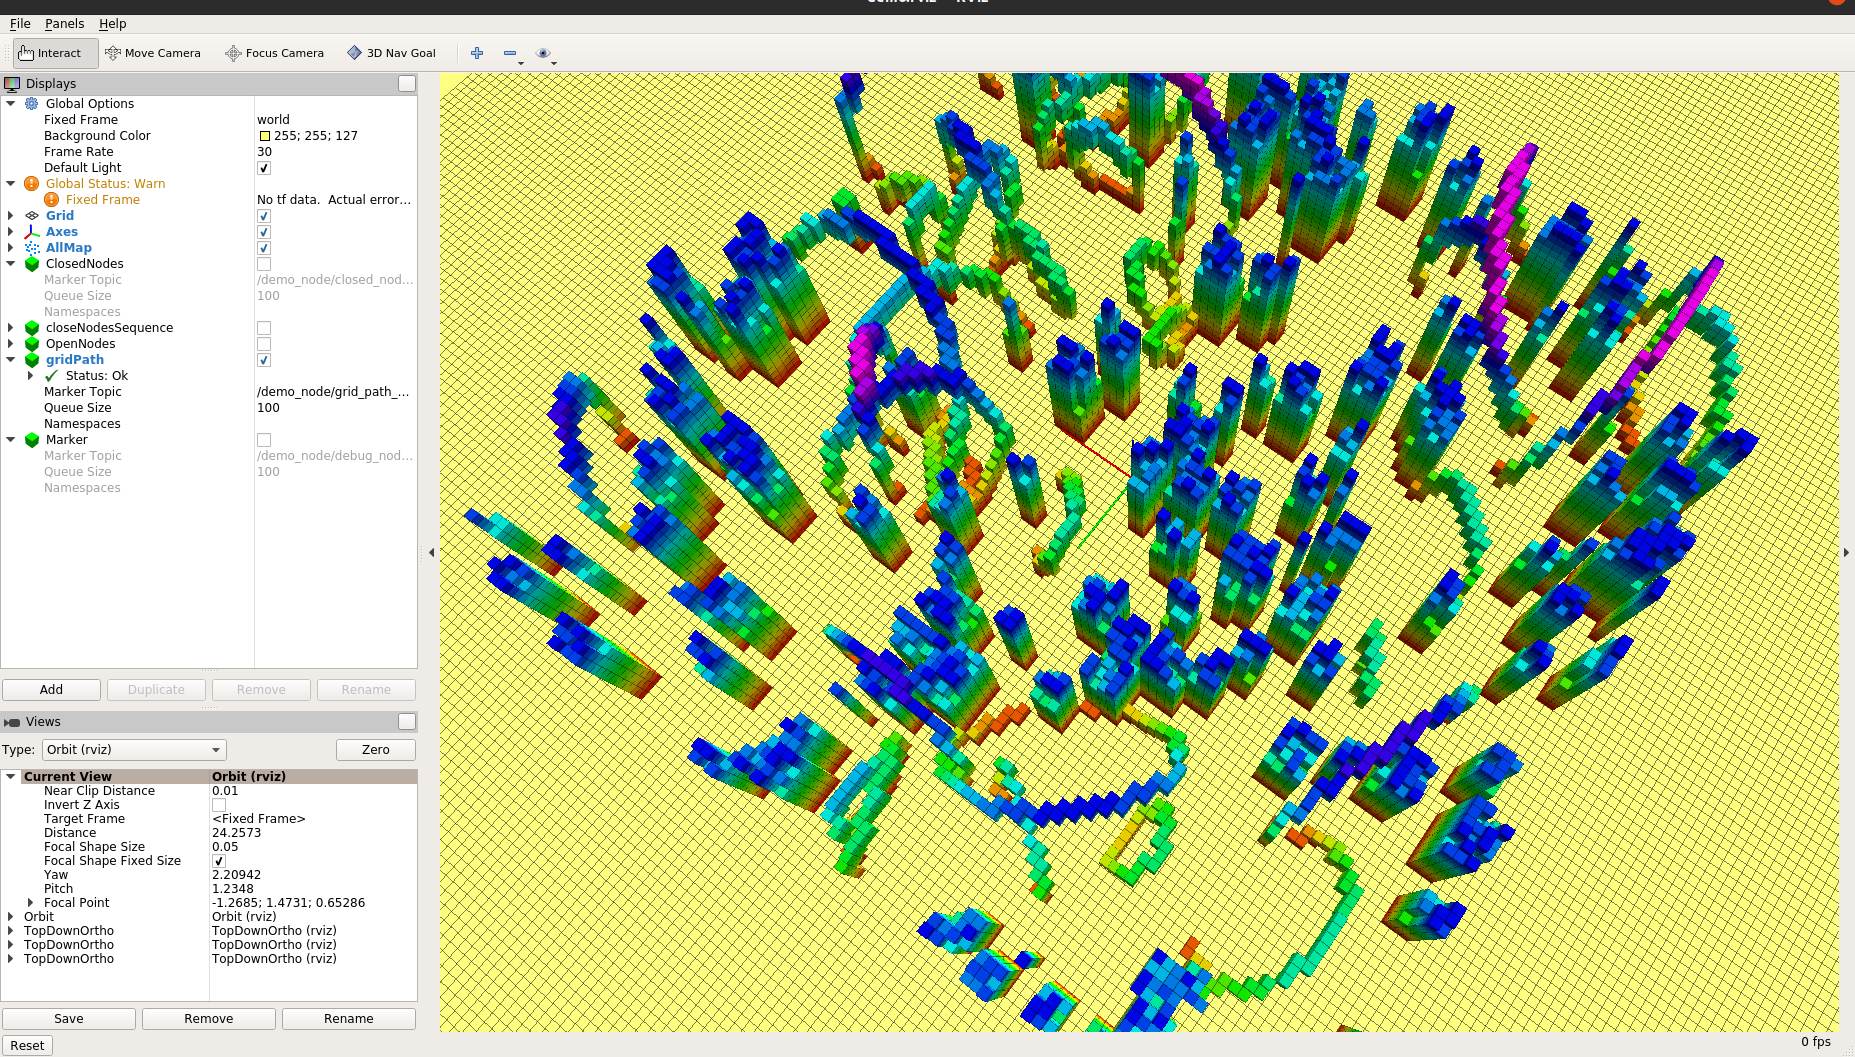 File Panels Help
Interact Move Camera Focus Camera 3D Nav Goal
Displays
Global Options
Fixed Frame world
Background Color 255; 255; 127
Frame Rate 30
Default Light
Global Status: Warn
Fixed Frame No tf data. Actual error...
Grid
Axes
AllMap
ClosedNodes
Marker Topic /demo_node/closed_nod...
Queue Size 100
Namespaces
closeNodesSequence
OpenNodes
gridPath
Status: Ok
Marker Topic /demo_node/grid_path_...
Queue Size 100
Namespaces
Marker
Marker Topic /demo_node/debug_nod...
Queue Size 100
Namespaces
Add Duplicate Remove Rename
Views
Type: Orbit (rviz) Zero
Current View Orbit (rviz)
Near Clip Distance 0.01
Invert Z Axis
Target Frame <Fixed Frame>
Distance 24.2573
Focal Shape Size 0.05
Focal Shape Fixed Size
Yaw 2.20942
Pitch 1.2348
Focal Point -1.2685; 1.4731; 0.65286
Orbit Orbit (rviz)
TopDownOrtho TopDownOrtho (rviz)
TopDownOrtho TopDownOrtho (rviz)
TopDownOrtho TopDownOrtho (rviz)
Save Remove Rename
Reset 0 fps